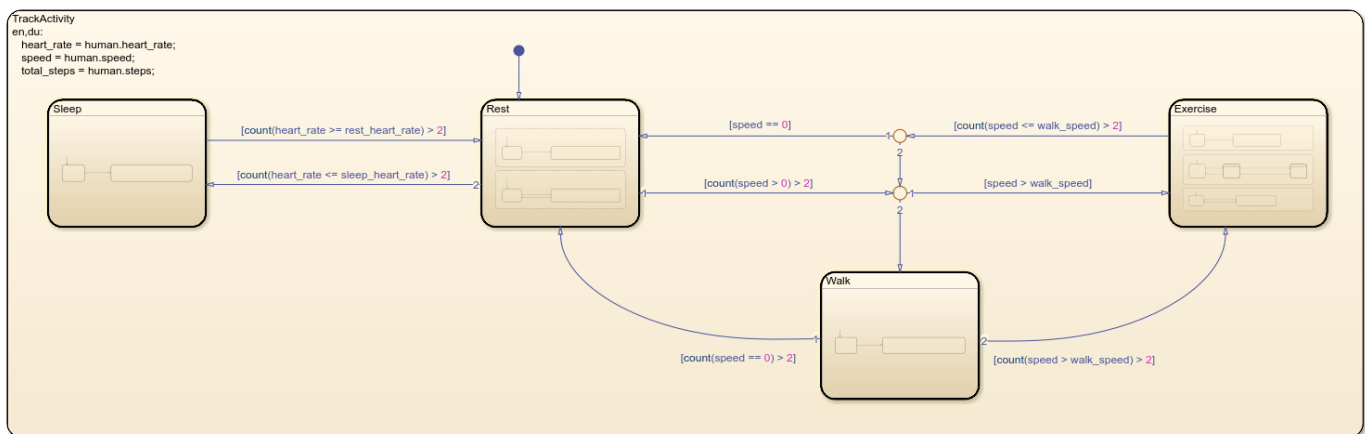 TrackActivity
en,du:
heart_rate = human.heart_rate;
speed = human.speed;
total_steps = human.steps;
Sleep
Rest
Exercise
[count(heart_rate >= rest_heart_rate) > 2]
[speed == 0]
1
[count(speed <= walk_speed) > 2]
2
[count(heart_rate <= sleep_heart_rate) > 2]
2
1
[count(speed > 0) > 2]
1
[speed > walk_speed]
2
Walk
1
2
[count(speed == 0) > 2]
[count(speed > walk_speed) > 2]